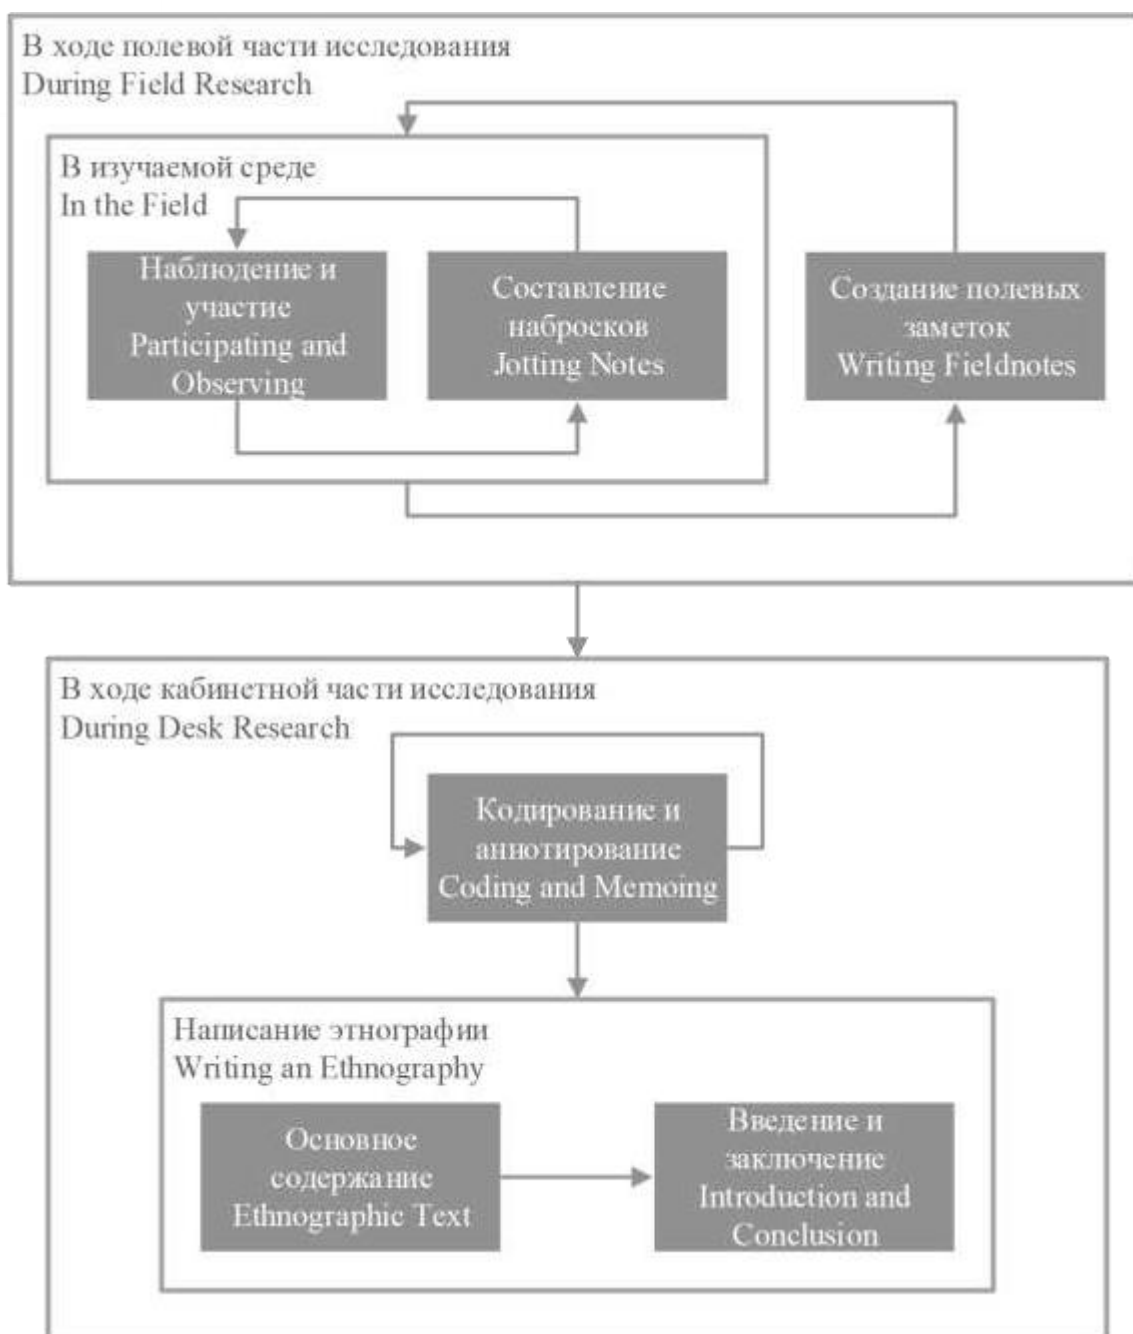 В ходе полевой части исследования
During Field Research
В изучаемой среде
In the Field
Наблюдение и
участие
Participating and
Observing
Составление
набросков
Jotting Notes
Создание полевых
заметок
Writing Fieldnotes
В ходе кабинетной части исследования
During Desk Research
Кодирование и
аннотирование
Coding and Memoing
Написание этнографии
Writing an Ethnography
Основное
содержание
Ethnographic Text
Введение и
заключение
Introduction and
Conclusion